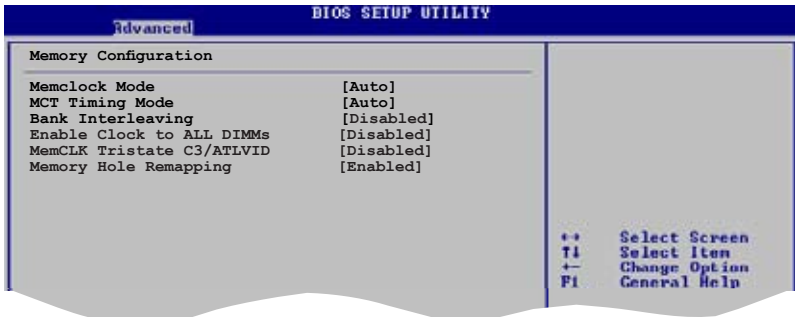 BIOS SETUP UTILITY
Advanced
Memory Configuration
Memclock Mode [Auto]
MCT Timing Mode [Auto]
Bank Interleaving [Disabled]
Enable Clock to ALL DIMMs [Disabled]
MemCLK Tristate C3/ATLVID [Disabled]
Memory Hole Remapping [Enabled]
←→ Select Screen
↑↓ Select Item
+- Change Option
F1 General Help